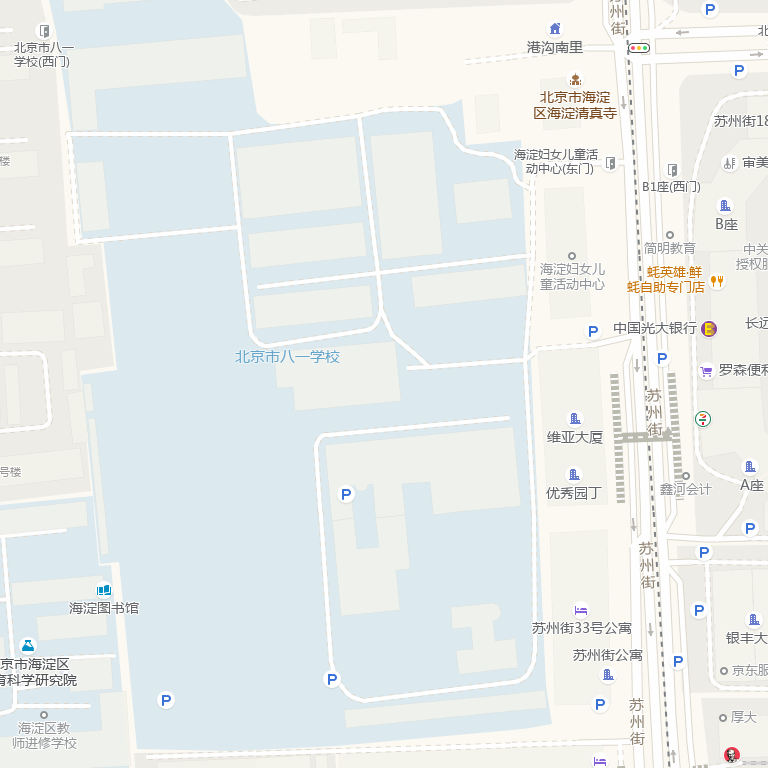 苏
州
街
P
北京市八一
学校(西门)
港沟南里
北
P
北京市海淀
区海淀清真寺
苏州街18
海淀妇女儿童活
动中心(东门)
审美
楼
B1座(西门)
B座
简明教育
中关
授权服
海淀妇女儿
童活动中心
蚝英雄·鲜
蚝自助专门店
P
中国光大银行
长远
北京市八一学校
P
罗森便利
苏
州
街
维亚大厦
号楼
优秀园丁
鑫河会计
A座
P
P
P
苏
州
街
海淀图书馆
P
苏州街33号公寓
银丰大
京市海淀区
育科学研究院
苏州街公寓
P
京东服
P
P
P
海淀区教
师进修学校
苏
州
街
厚大